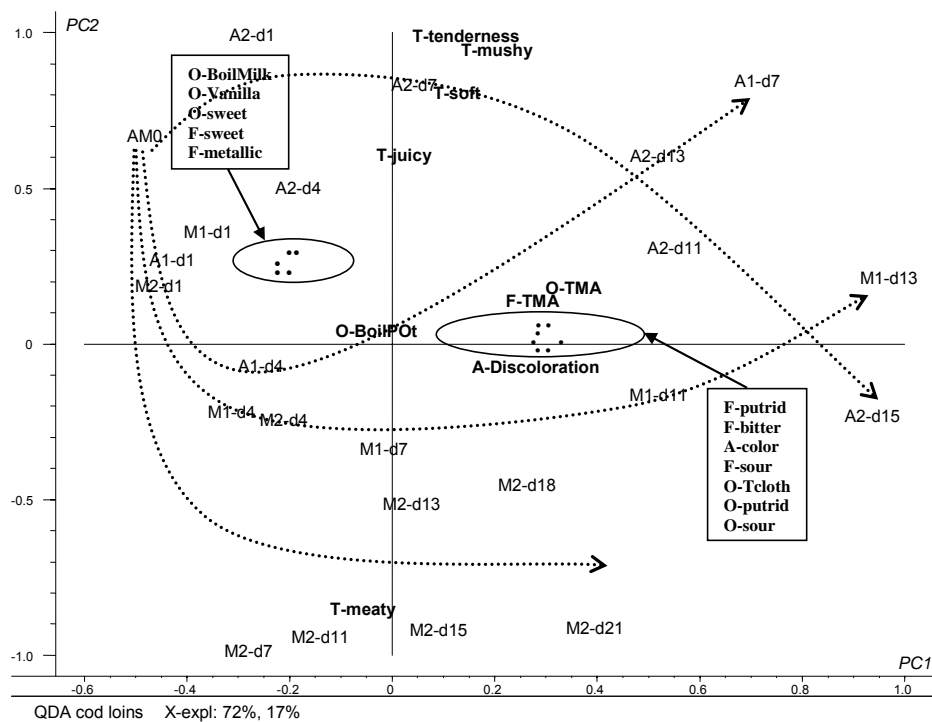 PC2
1.0
0.5
0
-0.5
-1.0
A2-d1
T-tenderness
T-mushy
O-BoilMilk
O-Vanilla
O-sweet
F-sweet
F-metallic
A2-d7
T-soft
A1-d7
AM0
T-juicy
A2-d13
A2-d4
M1-d1
A2-d11
A1-d1
M2-d1
M1-d13
O-TMA
F-TMA
O-BoilPOt
A1-d4
A-Discoloration
M1-d11
M1-d4
M2-d4
A2-d15
F-putrid
F-bitter
A-color
F-sour
O-Tcloth
O-putrid
O-sour
M1-d7
M2-d18
M2-d13
T-meaty
M2-d15
M2-d21
M2-d11
M2-d7
PC1
-0.6 -0.4 -0.2 0 0.2 0.4 0.6 0.8 1.0
QDA cod loins X-expl: 72%, 17%